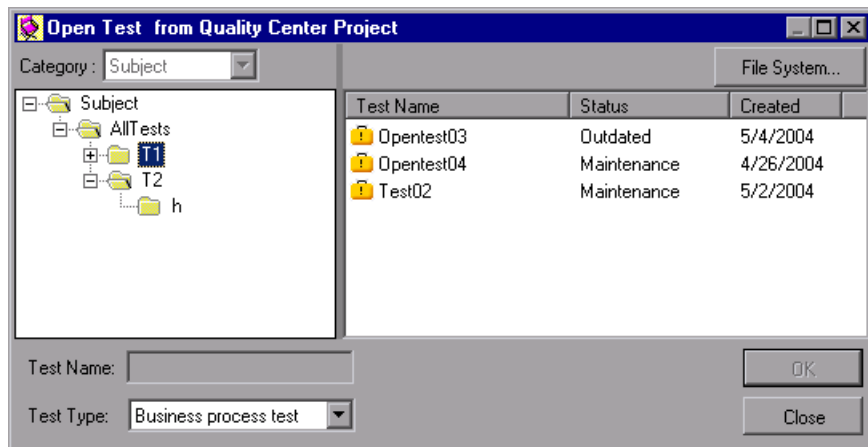 Open Test from Quality Center Project
Category : Subject
File System...
Subject
AllTests
T1
T2
h
Test Name Status Created
Opentest03 Outdated 5/4/2004
Opentest04 Maintenance 4/26/2004
Test02 Maintenance 5/2/2004
Test Name:
OK
Test Type: Business process test
Close